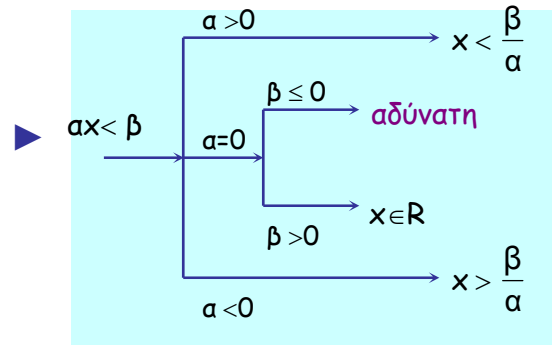 α >0
x < β/α
β ≤ 0
αδύνατη
αx< β
α=0
x∈R
β >0
x > β/α
α <0